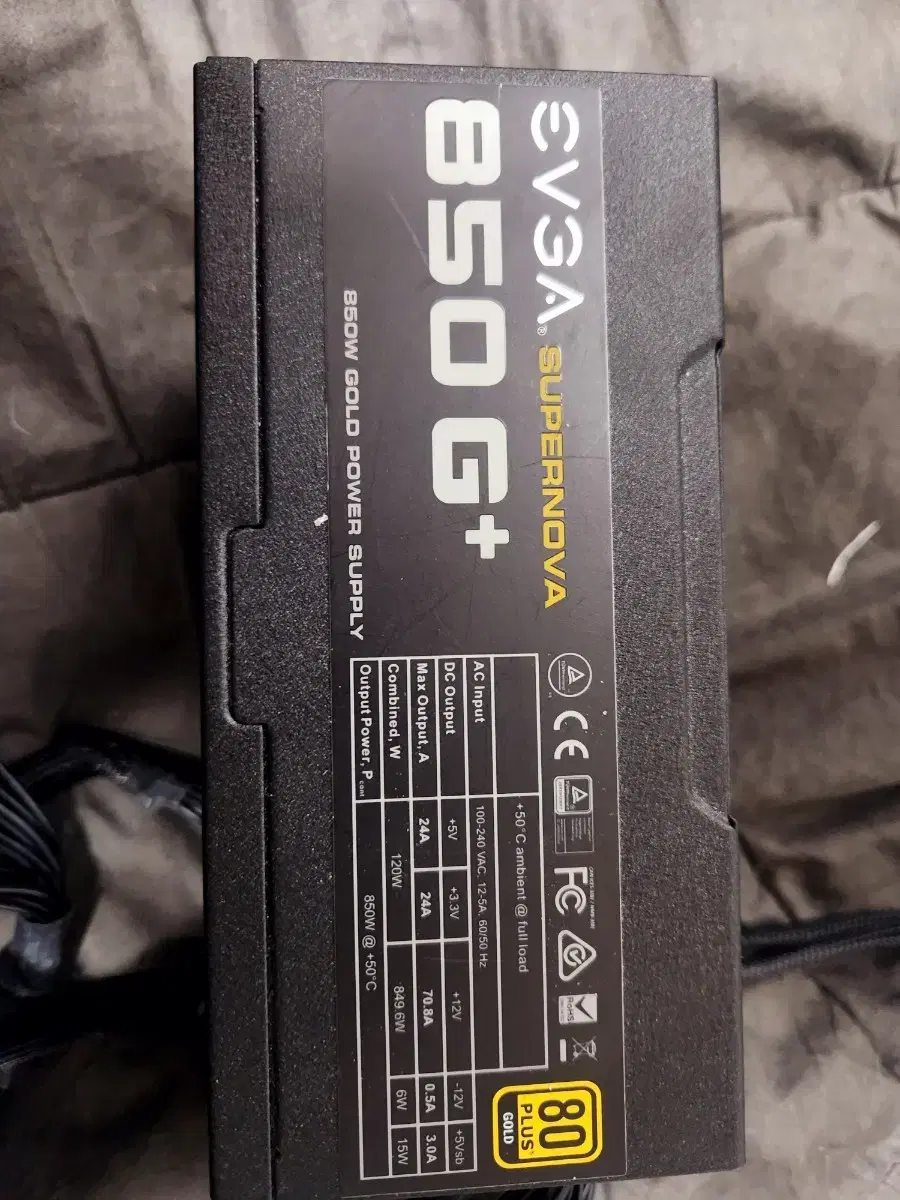 EVGA® SUPERNOVA
850 G+
850W GOLD POWER SUPPLY
CE
FC
RoHS
80
PLUS
GOLD
+50°C ambient @ full load
AC Input 100-240 VAC, 12-5A, 60/50 Hz
DC Output +5V +3.3V +12V -12V +5Vsb
Max Output, A 24A 24A 70.8A 0.5A 3.0A
Combined, W 120W 849.6W 6W 15W
Output Power, Pcont 850W @ +50°C